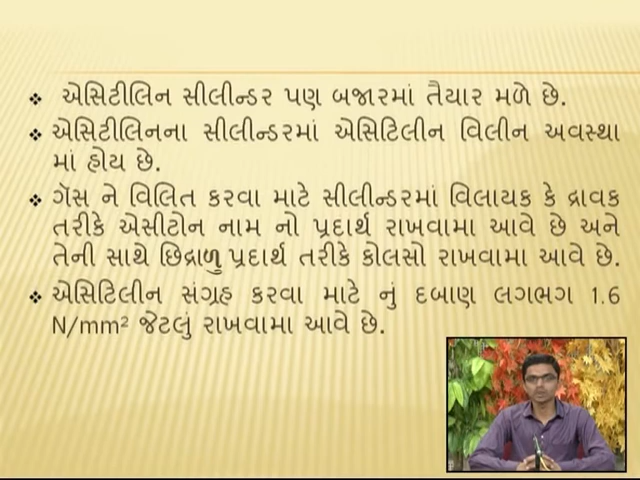 ❖ એસિટીલિન સીલીન્ડર પણ બજારમાં તૈયાર મળે છે.
❖ એસિટીલિનના સીલીન્ડરમાં એસિટિલીન વિલીન અવસ્થા
માં હોય છે.
❖ ગૅસ ને વિલિત કરવા માટે સીલીન્ડરમાં વિલાયક કે દ્રાવક
તરીકે એસીટોન નામ નો પ્રદાર્થ રાખવામા આવે છે અને
તેની સાથે છિદ્રાળુ પ્રદાર્થ તરીકે કોલસો રાખવામા આવે છે.
❖ એસિટિલીન સંગ્રહ કરવા માટે નું દબાણ લગભગ 1.6
N/mm² જેટલું રાખવામા આવે છે.